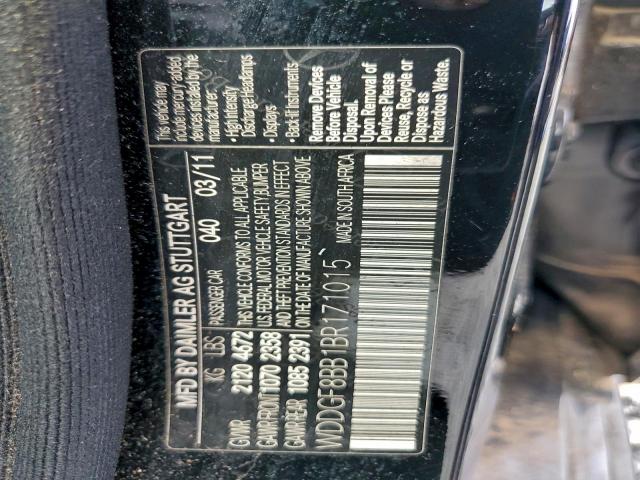 MFD BY DAIMLER AG STUTTGART
KG LBS PASSENGER CAR 040 03/11
GVWR 2120 4672 THIS VEHICLE CONFORMS TO ALL APPLICABLE
GAWR FRONT 1070 2358 U.S. FEDERAL MOTOR VEHICLE SAFETY, BUMPER
GAWR REAR 1085 2391 AND THEFT PREVENTION STANDARDS IN EFFECT
ON THE DATE OF MANUFACTURE SHOWN ABOVE
WDDGF8BB1BR171015
MADE IN SOUTH AFRICA
This vehicle may
include mercury-added
devices installed by the
manufacturer:
• High Intensity
Discharge Headlamps
• Displays
• Back-lit Instruments
Remove Devices
Before Vehicle
Disposal.
Upon Removal of
Devices Please
Reuse, Recycle or
Dispose as
Hazardous Waste.